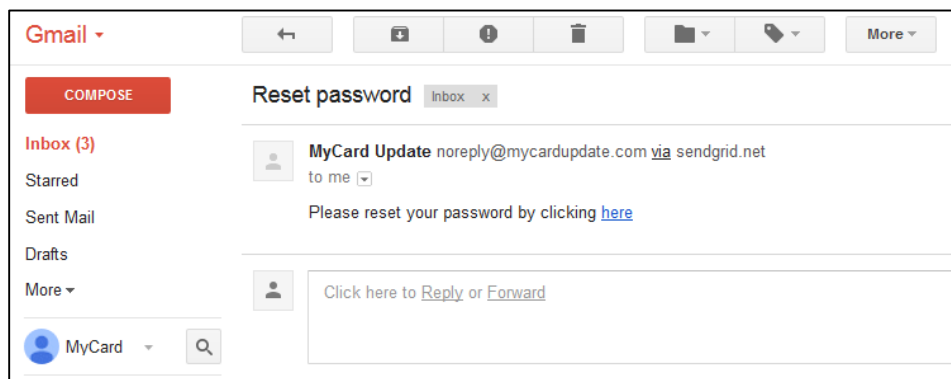 Gmail
More
COMPOSE
Reset password Inbox x
Inbox (3)
MyCard Update noreply@mycardupdate.com via sendgrid.net
Starred
to me
Sent Mail
Please reset your password by clicking here
Drafts
More
Click here to Reply or Forward
MyCard